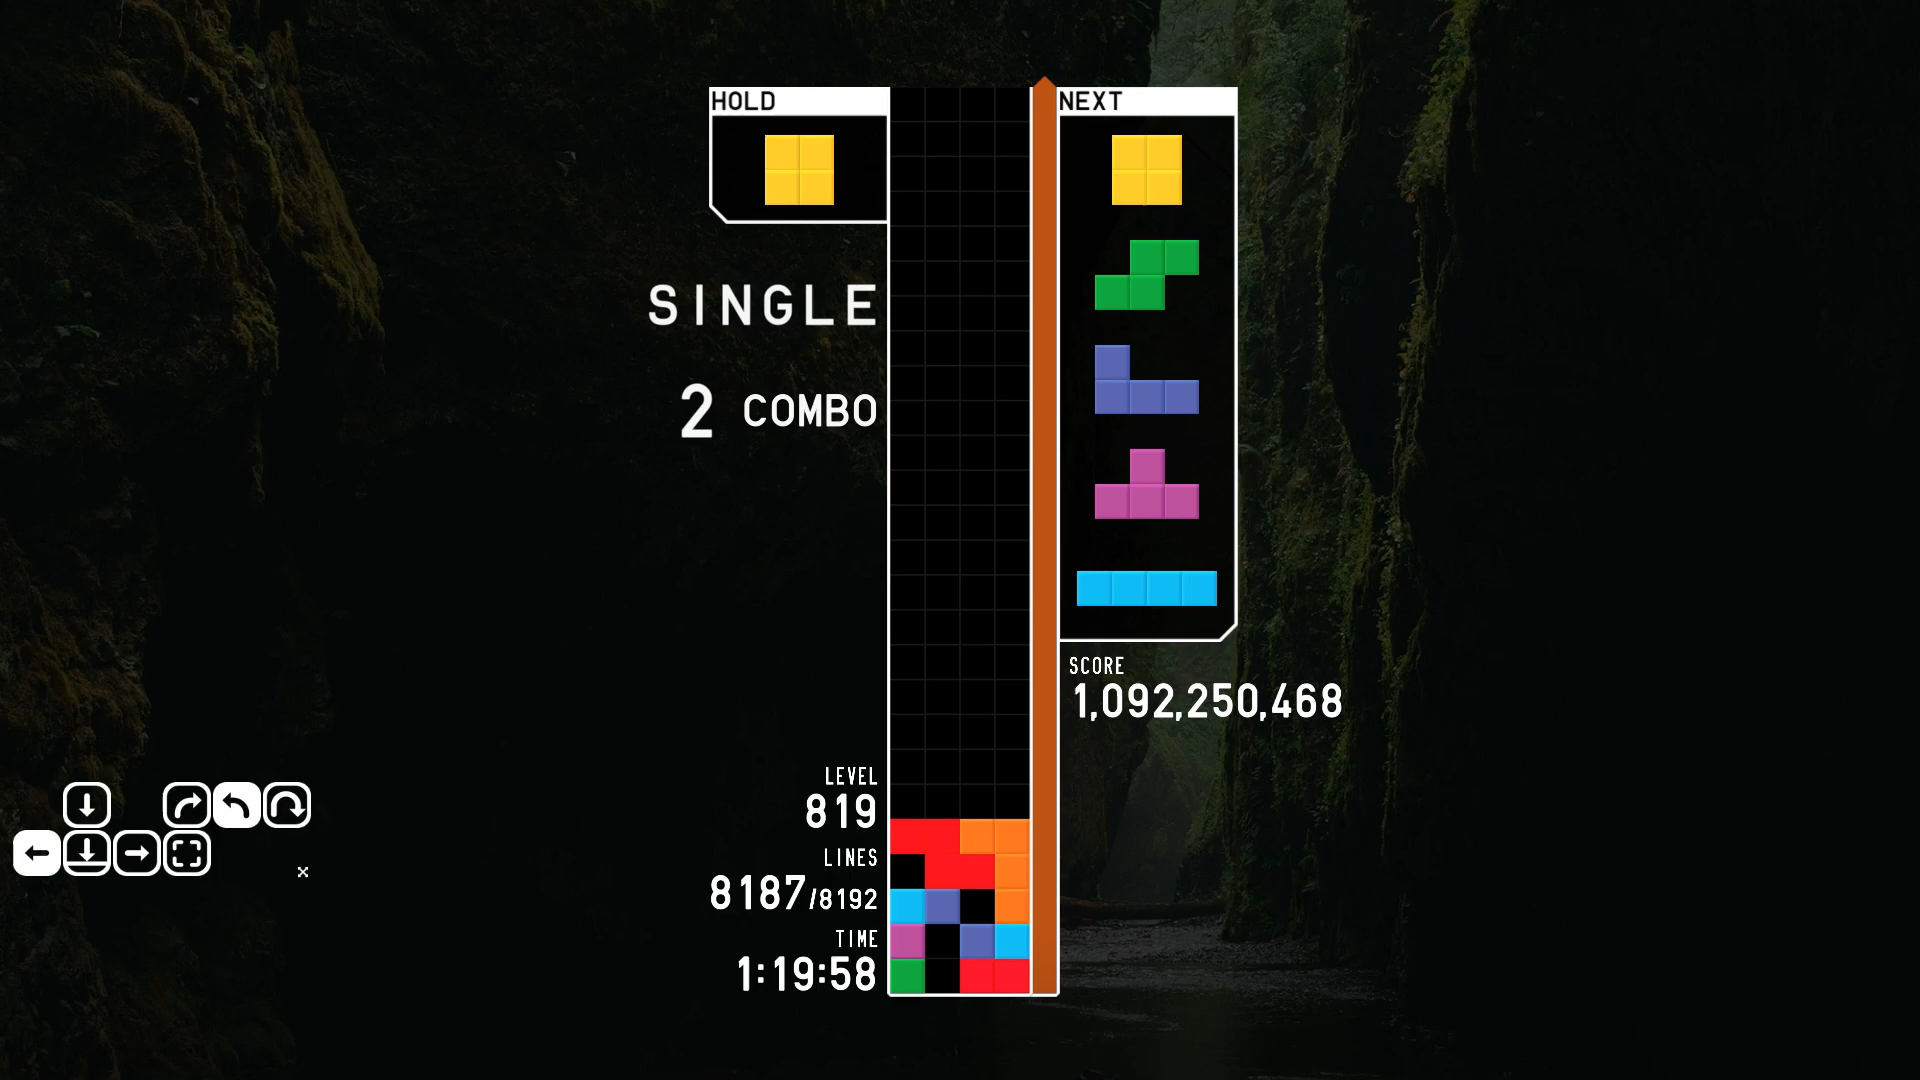 HOLD
NEXT
SINGLE
2 COMBO
SCORE
1,092,250,468
LEVEL
819
LINES
8187/8192
TIME
1:19:58